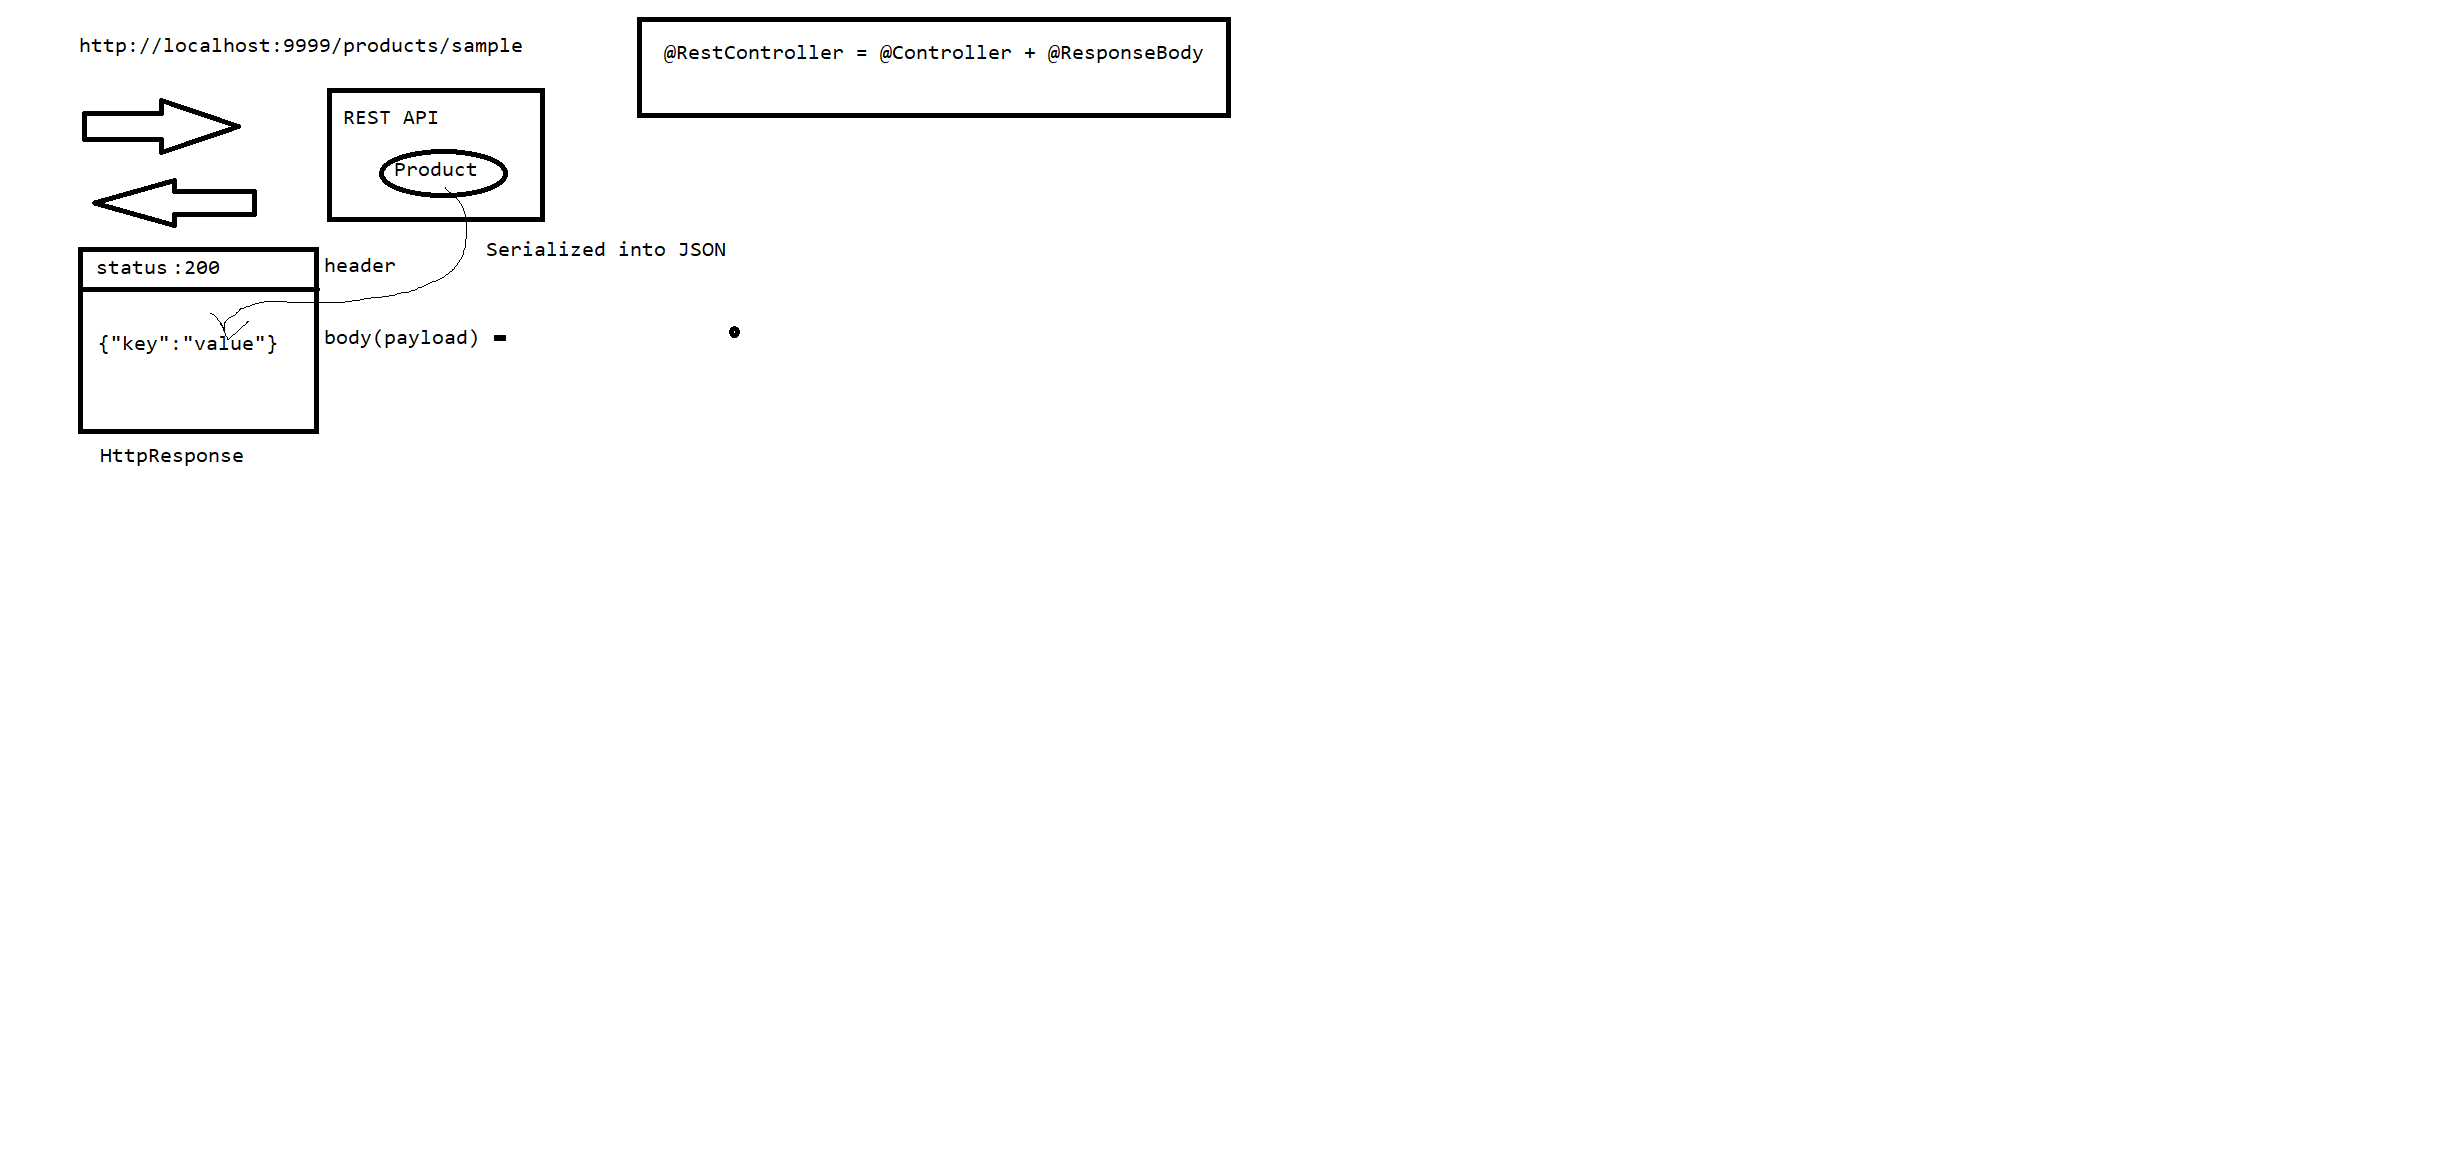 http://localhost:9999/products/sample
@RestController = @Controller + @ResponseBody
REST API
Product
Serialized into JSON
status :200
header
{"key":"value"}
body(payload)
HttpResponse